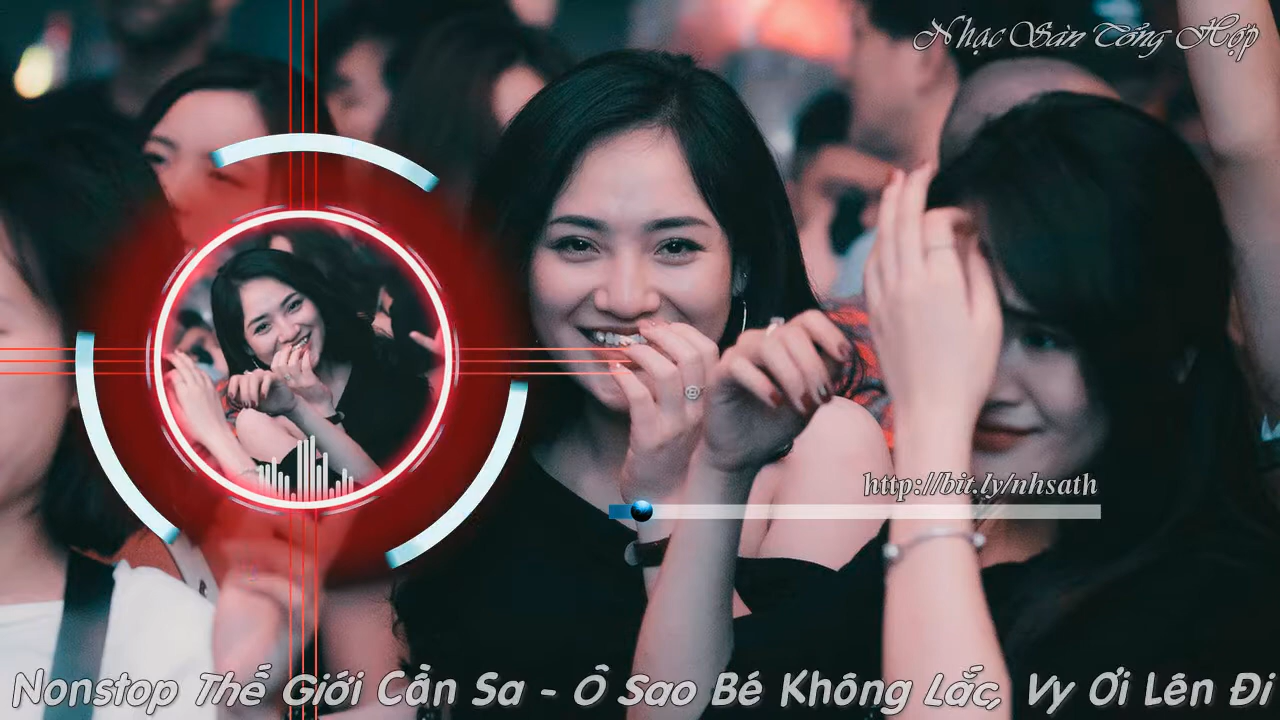 Nhạc Sàn Tổng Hợp
http://bit.ly/nhsath
Nonstop Thế Giới Cần Sa - Ô Sao Bé Không Lắc, Vy Ơi Lên Đi